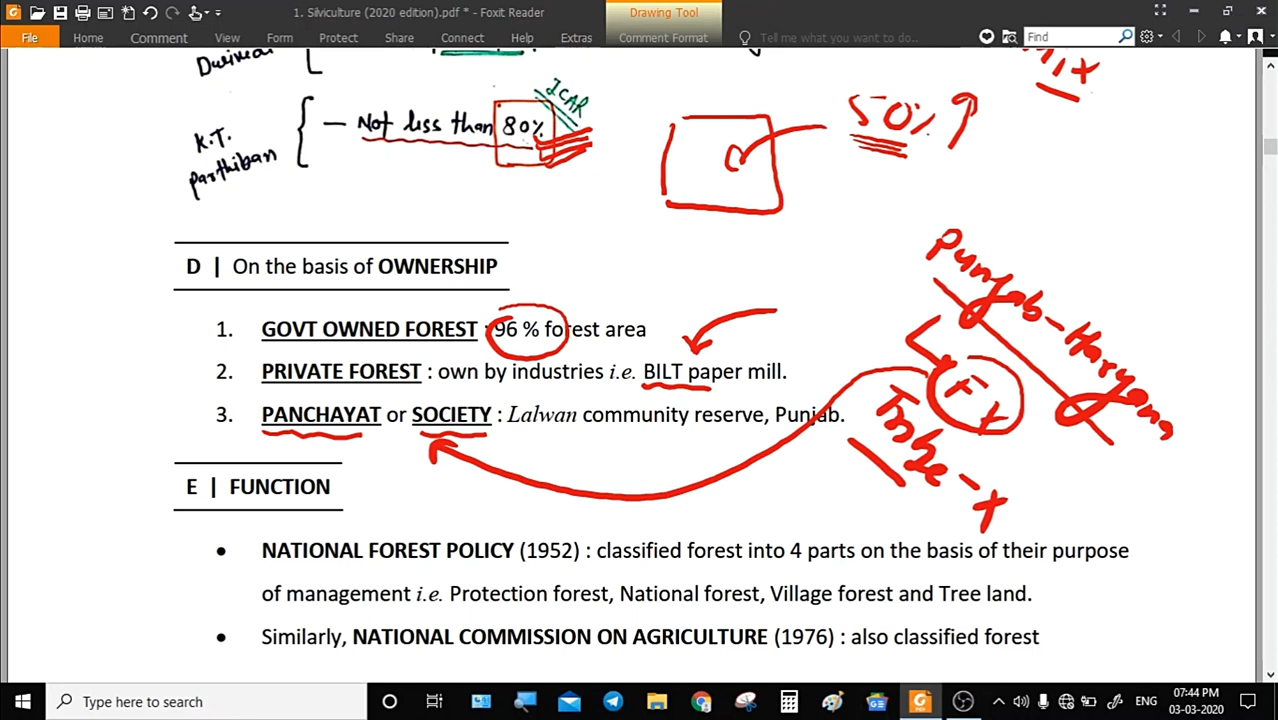 1. Silviculture (2020 edition).pdf * - Foxit Reader
Drawing Tool
File Home Comment View Form Protect Share Connect Help Extras Comment Format Tell me what you want to do... Find
Mix
ICAR
K.T. Parthiban
— Not less than 80%
50%
D | On the basis of OWNERSHIP
Punjab - Haryana
1. GOVT OWNED FOREST : 96 % forest area
2. PRIVATE FOREST : own by industries i.e. BILT paper mill.
3. PANCHAYAT or SOCIETY : Lalwan community reserve, Punjab.
E | FUNCTION
• NATIONAL FOREST POLICY (1952) : classified forest into 4 parts on the basis of their purpose
of management i.e. Protection forest, National forest, Village forest and Tree land.
• Similarly, NATIONAL COMMISSION ON AGRICULTURE (1976) : also classified forest
Type here to search
ENG
07:44 PM
03-03-2020